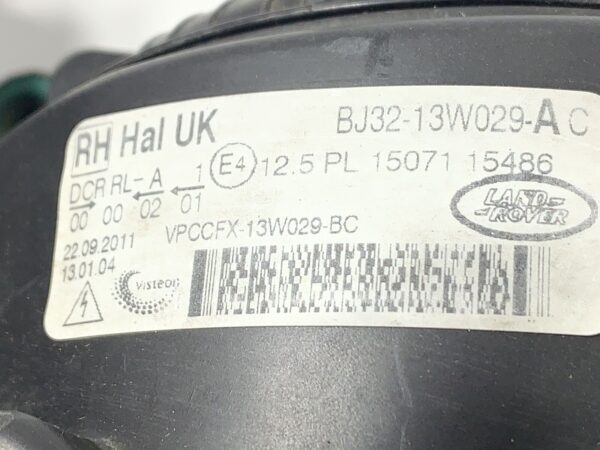 RH Hal UK BJ32-13W029-AC
DCR RL-A 1 E4 12.5 PL 15071 15486
00 00 02 01
LAND ROVER
22.09.2011 VPCCFX-13W029-BC
13.01.04
Visteon